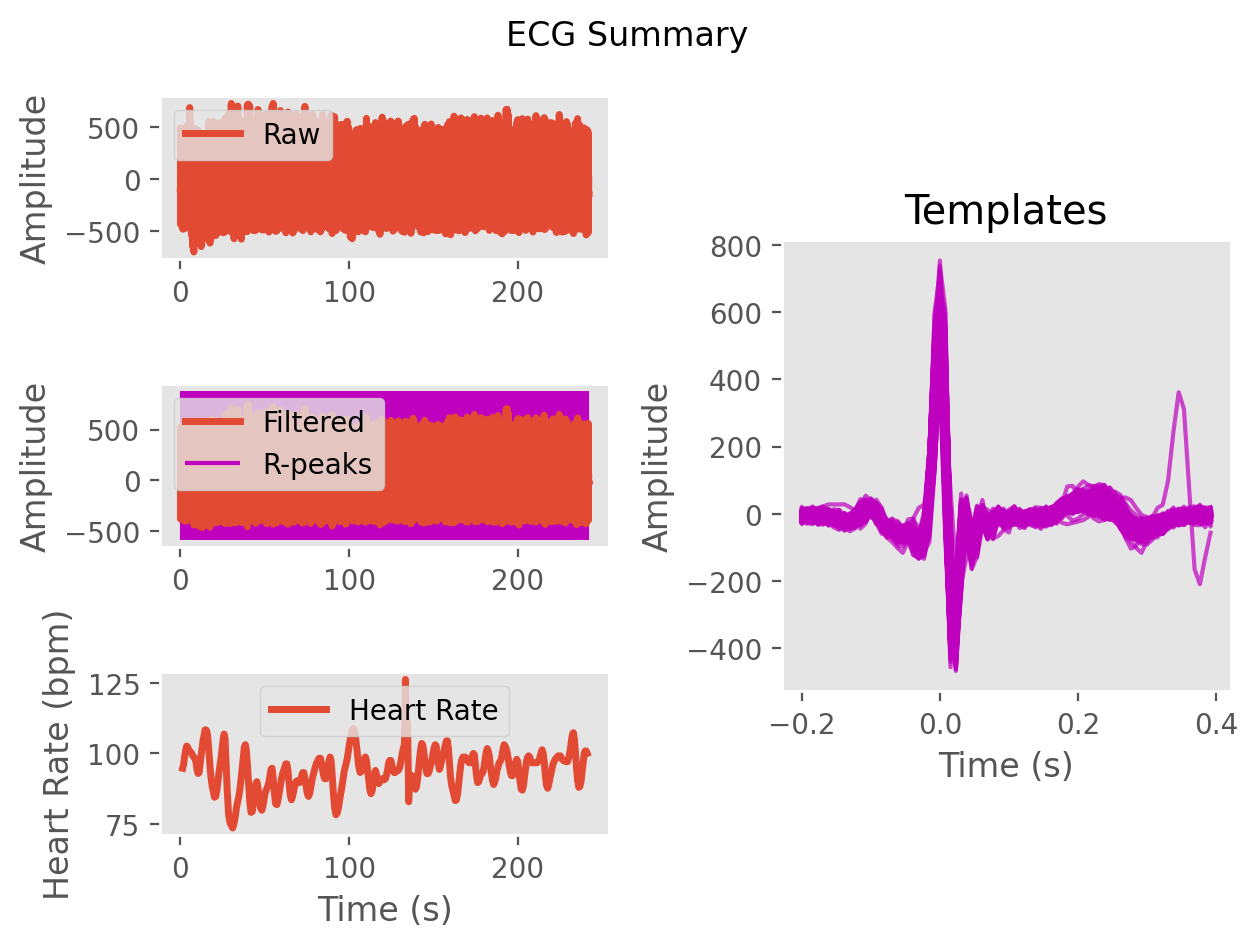 ECG Summary
Amplitude
500
0
−500
Raw
0 100 200
Amplitude
500
0
−500
Filtered
R-peaks
0 100 200
Heart Rate (bpm)
125
100
75
Heart Rate
0 100 200
Time (s)
Templates
Amplitude
800
600
400
200
0
−200
−400
−0.2 0.0 0.2 0.4
Time (s)